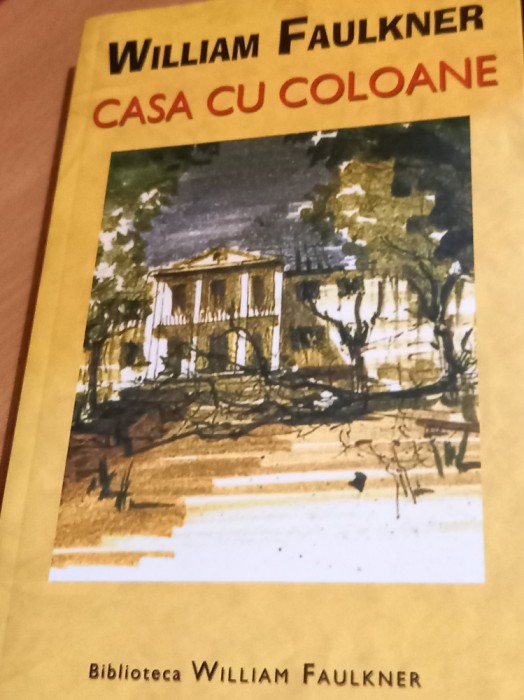 WILLIAM FAULKNER
CASA CU COLOANE
Biblioteca WILLIAM FAULKNER